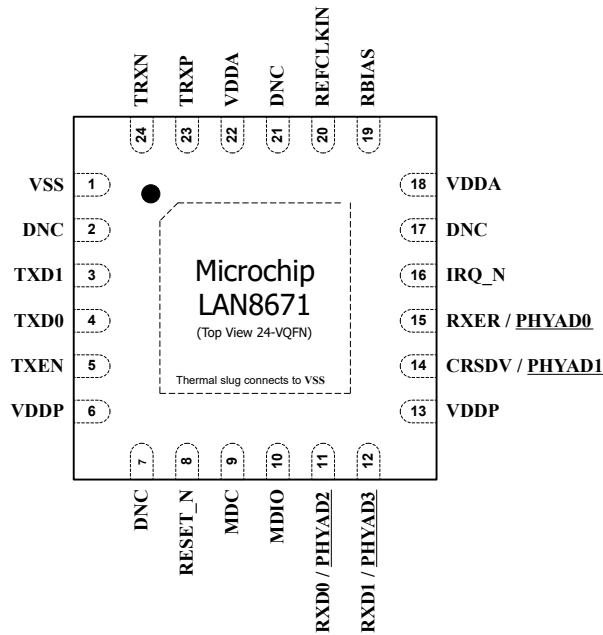 TRXN
TRXP
VDDA
DNC
REFCLKIN
RBIAS
24
23
22
21
20
19
VSS 1
DNC 2
TXD1 3
TXD0 4
TXEN 5
VDDP 6
18 VDDA
17 DNC
16 IRQ_N
15 RXER / PHYAD0
14 CRSDV / PHYAD1
13 VDDP
Microchip
LAN8671
(Top View 24-VQFN)
Thermal slug connects to VSS
7
8
9
10
11
12
DNC
RESET_N
MDC
MDIO
RXD0 / PHYAD2
RXD1 / PHYAD3